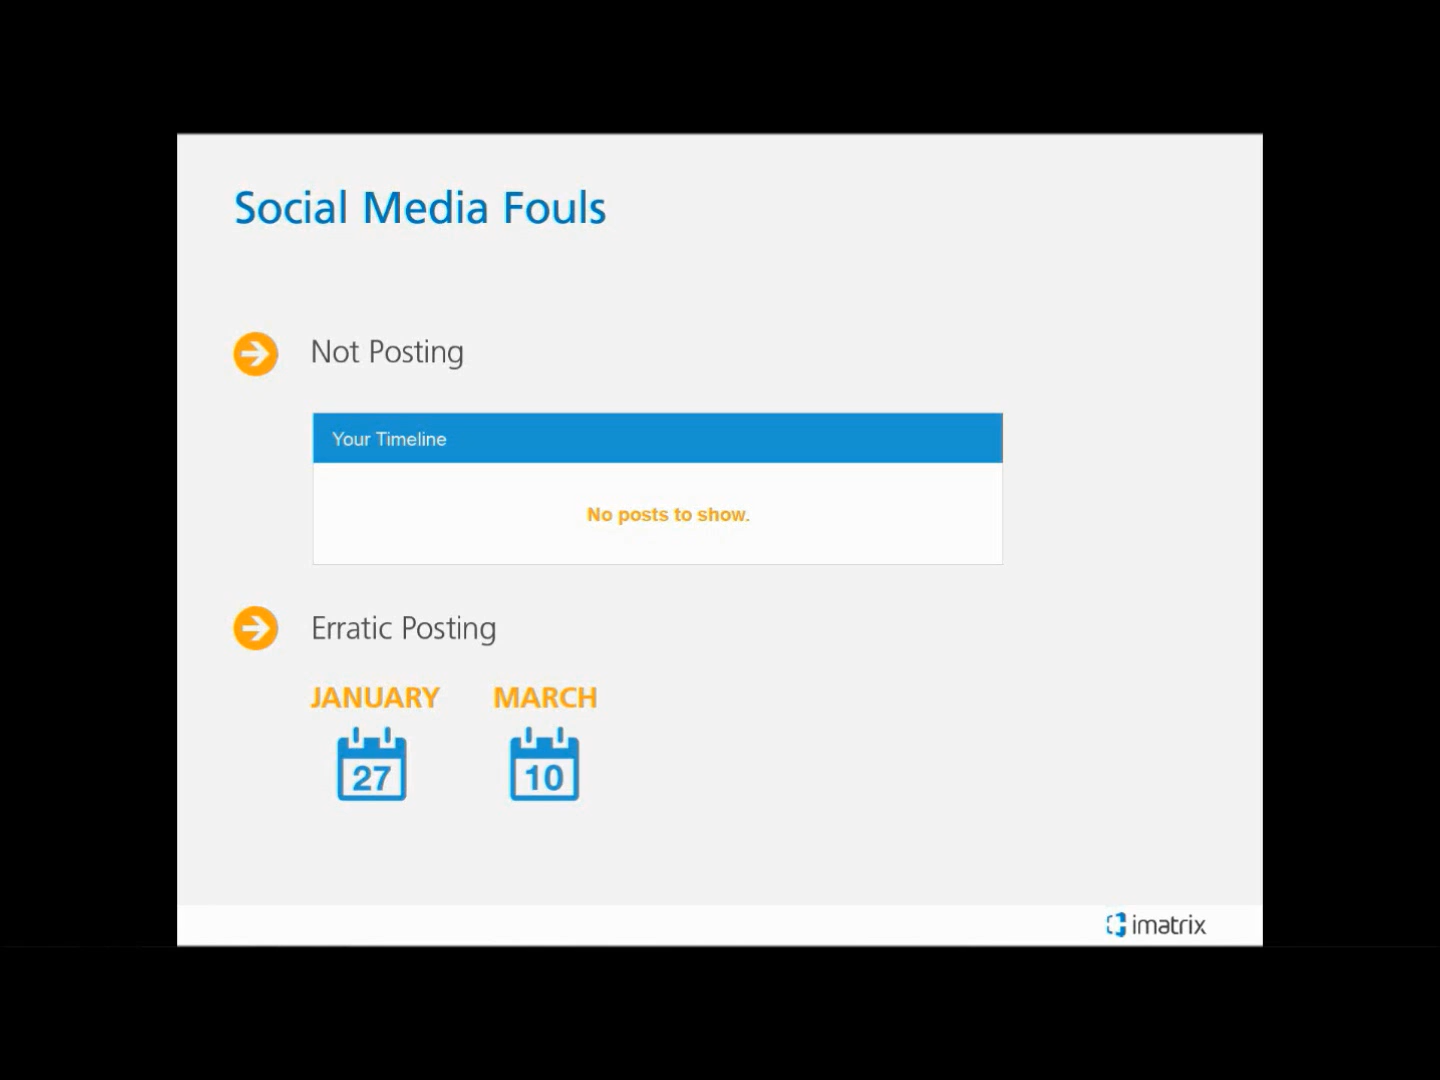 Social Media Fouls
Not Posting
Your Timeline
No posts to show.
Erratic Posting
JANUARY MARCH
27 10
imatrix